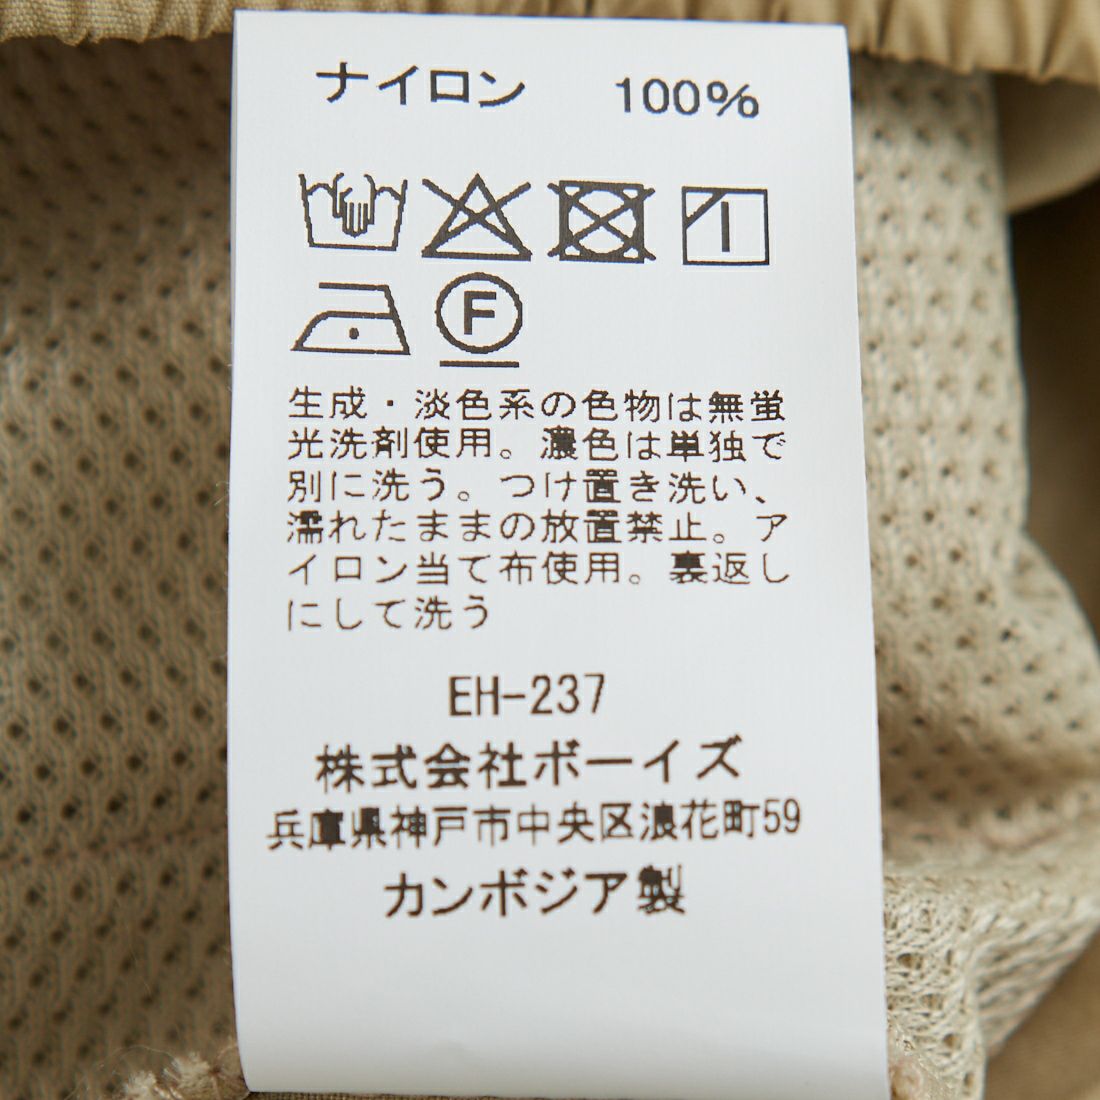 ナイロン 100%
F
生成・淡色系の色物は無蛍
光洗剤使用。濃色は単独で
別に洗う。つけ置き洗い、
濡れたままの放置禁止。ア
イロン当て布使用。裏返し
にして洗う
EH-237
株式会社ボーイズ
兵庫県神戸市中央区浪花町59
カンボジア製